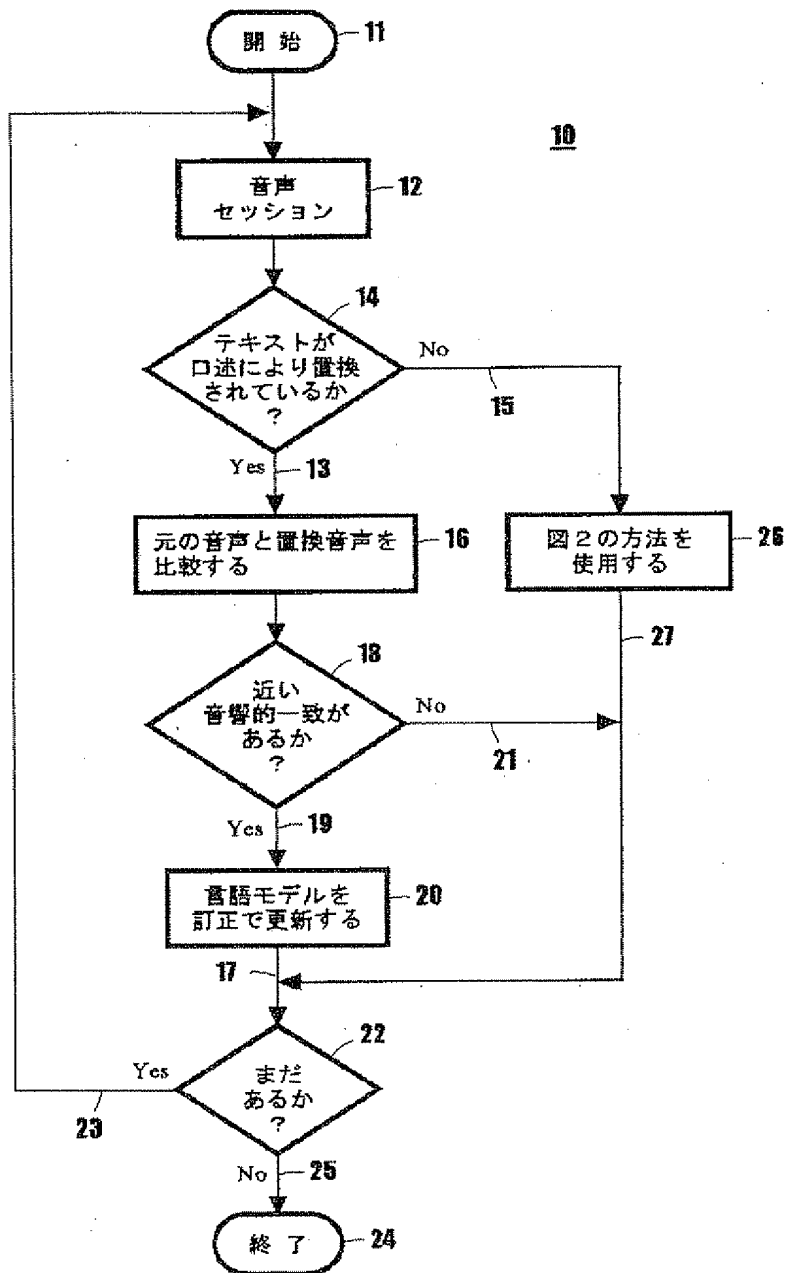 開始
11
10
音声
セッション
12
14
テキストが
口述により置換
されているか
?
No
15
Yes
13
元の音声と置換音声を
比較する
16
図2の方法を
使用する
26
27
18
近い
音響的一致が
あるか
?
No
21
Yes
19
言語モデルを
訂正で更新する
20
17
22
まだ
あるか
?
Yes
23
No
25
終了
24